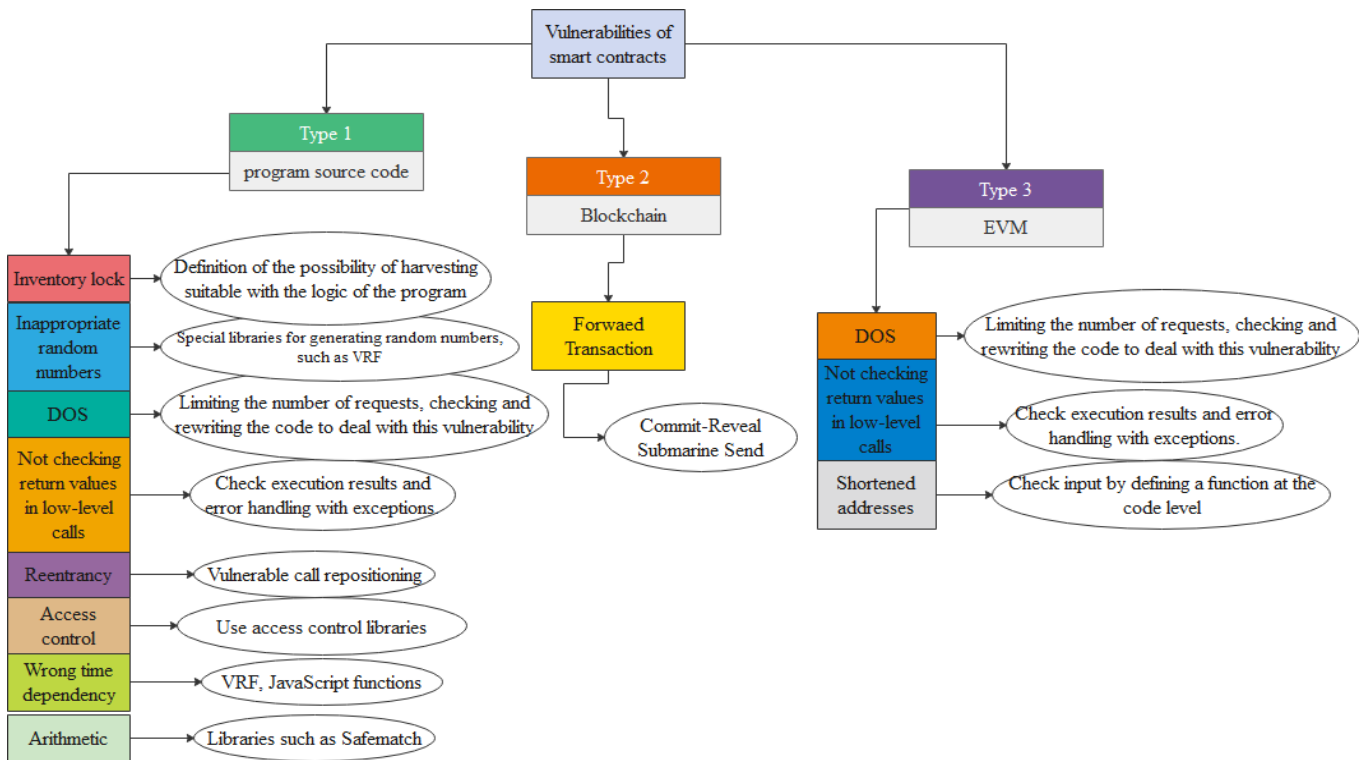 Vulnerabilities of
smart contracts
Type 1
program source code
Type 2
Blockchain
Type 3
EVM
Inventory lock
Definition of the possibility of harvesting
suitable with the logic of the program
Inappropriate
random
numbers
Special libraries for generating random numbers,
such as VRF
DOS
Limiting the number of requests, checking and
rewriting the code to deal with this vulnerability
Not checking
return values
in low-level
calls
Check execution results and
error handling with exceptions.
Reentrancy
Vulnerable call repositioning
Access
control
Use access control libraries
Wrong time
dependency
VRF, JavaScript functions
Arithmetic
Libraries such as Safematch
Forwaed
Transaction
Commit-Reveal
Submarine Send
DOS
Limiting the number of requests, checking and
rewriting the code to deal with this vulnerability
Not checking
return values
in low-level
calls
Check execution results and error
handling with exceptions.
Shortened
addresses
Check input by defining a function at the
code level